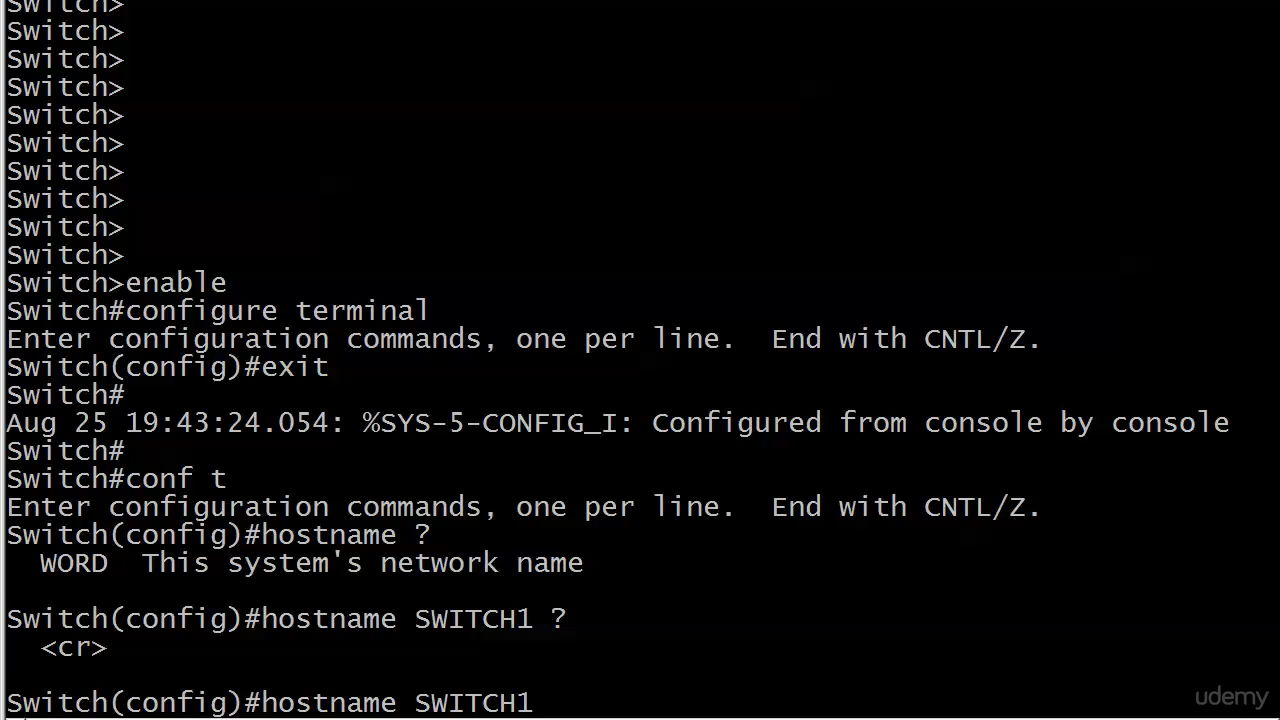 Switch>
Switch>
Switch>
Switch>
Switch>
Switch>
Switch>
Switch>
Switch>
Switch>
Switch>enable
Switch#configure terminal
Enter configuration commands, one per line.  End with CNTL/Z.
Switch(config)#exit
Switch#
Aug 25 19:43:24.054: %SYS-5-CONFIG_I: Configured from console by console
Switch#
Switch#conf t
Enter configuration commands, one per line.  End with CNTL/Z.
Switch(config)#hostname ?
  WORD  This system's network name
Switch(config)#hostname SWITCH1 ?
  <cr>
Switch(config)#hostname SWITCH1
udemy